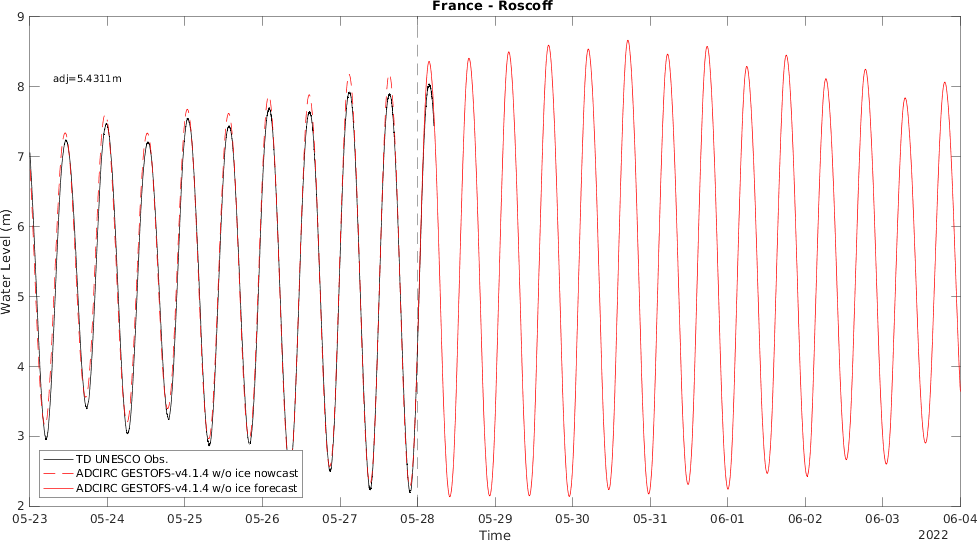 France - Roscoff
adj=5.4311m
Water Level (m)
9
8
7
6
5
4
3
2
TD UNESCO Obs.
ADCIRC GESTOFS-v4.1.4 w/o ice nowcast
ADCIRC GESTOFS-v4.1.4 w/o ice forecast
05-23 05-24 05-25 05-26 05-27 05-28 05-29 05-30 05-31 06-01 06-02 06-03 06-04
Time
2022